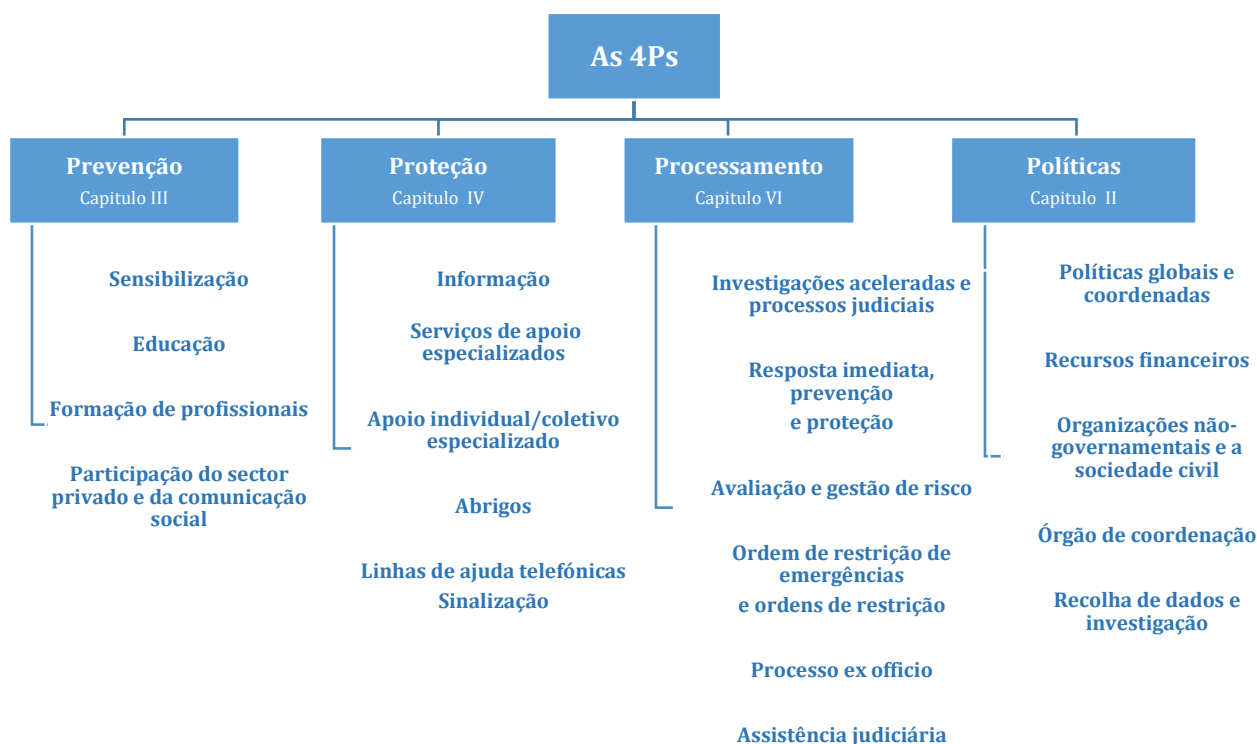 As 4Ps
Prevenção
Capitulo III
Sensibilização
Educação
Formação de profissionais
Participação do sector
privado e da comunicação
social
Proteção
Capitulo IV
Informação
Serviços de apoio
especializados
Apoio individual/coletivo
especializado
Abrigos
Linhas de ajuda telefónicas
Sinalização
Processamento
Capitulo VI
Investigações aceleradas e
processos judiciais
Resposta imediata,
prevenção
e proteção
Avaliação e gestão de risco
Ordem de restrição de
emergências
e ordens de restrição
Processo ex officio
Assistência judiciária
Políticas
Capitulo II
Políticas globais e
coordenadas
Recursos financeiros
Organizações não-
governamentais e a
sociedade civil
Órgão de coordenação
Recolha de dados e
investigação